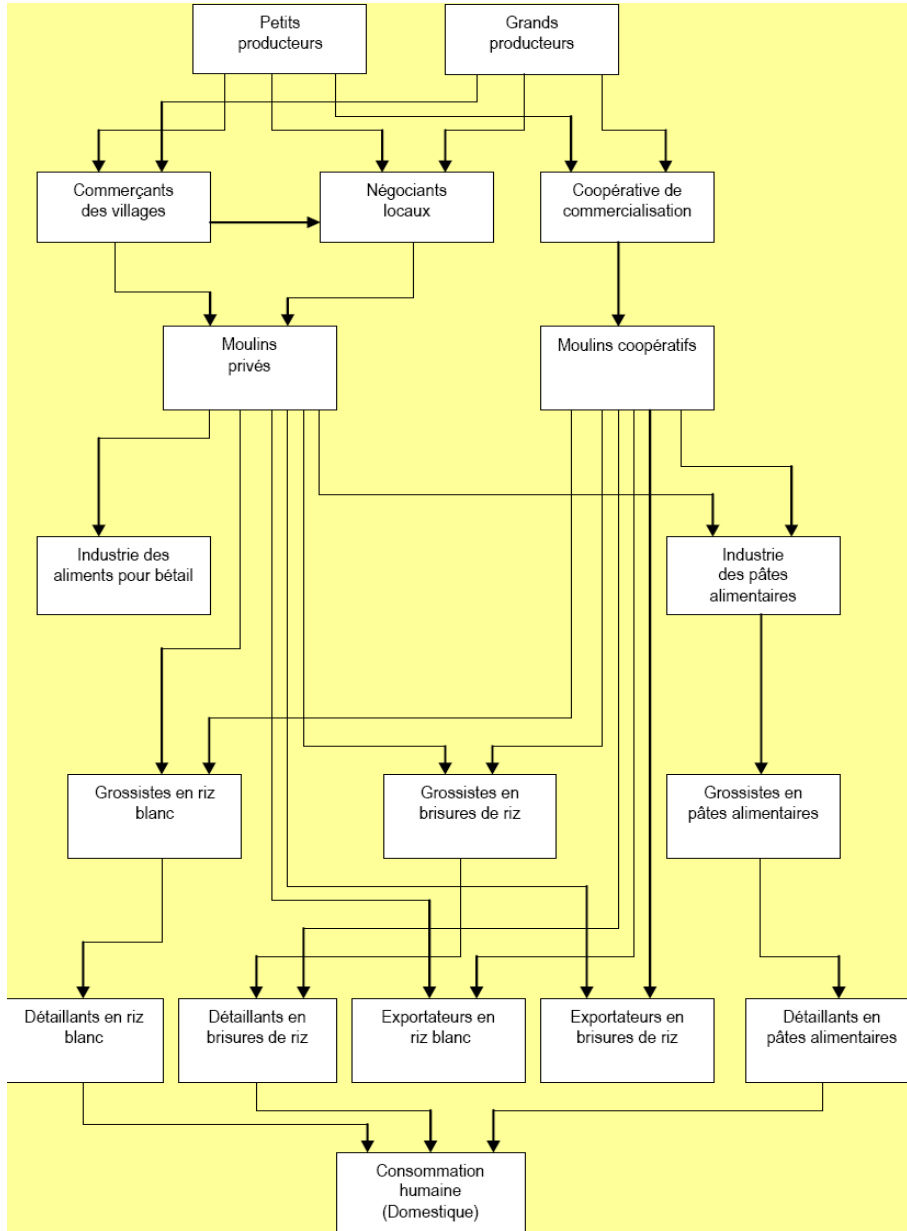 Petits
producteurs
Grands
producteurs
Commerçants
des villages
Négociants
locaux
Coopérative de
commercialisation
Moulins
privés
Moulins coopératifs
Industrie des
aliments pour bétail
Industrie
des pâtes
alimentaires
Grossistes en riz
blanc
Grossistes en
brisures de riz
Grossistes en
pâtes alimentaires
Détaillants en riz
blanc
Détaillants en
brisures de riz
Exportateurs en
riz blanc
Exportateurs en
brisures de riz
Détaillants en
pâtes alimentaires
Consommation
humaine
(Domestique)